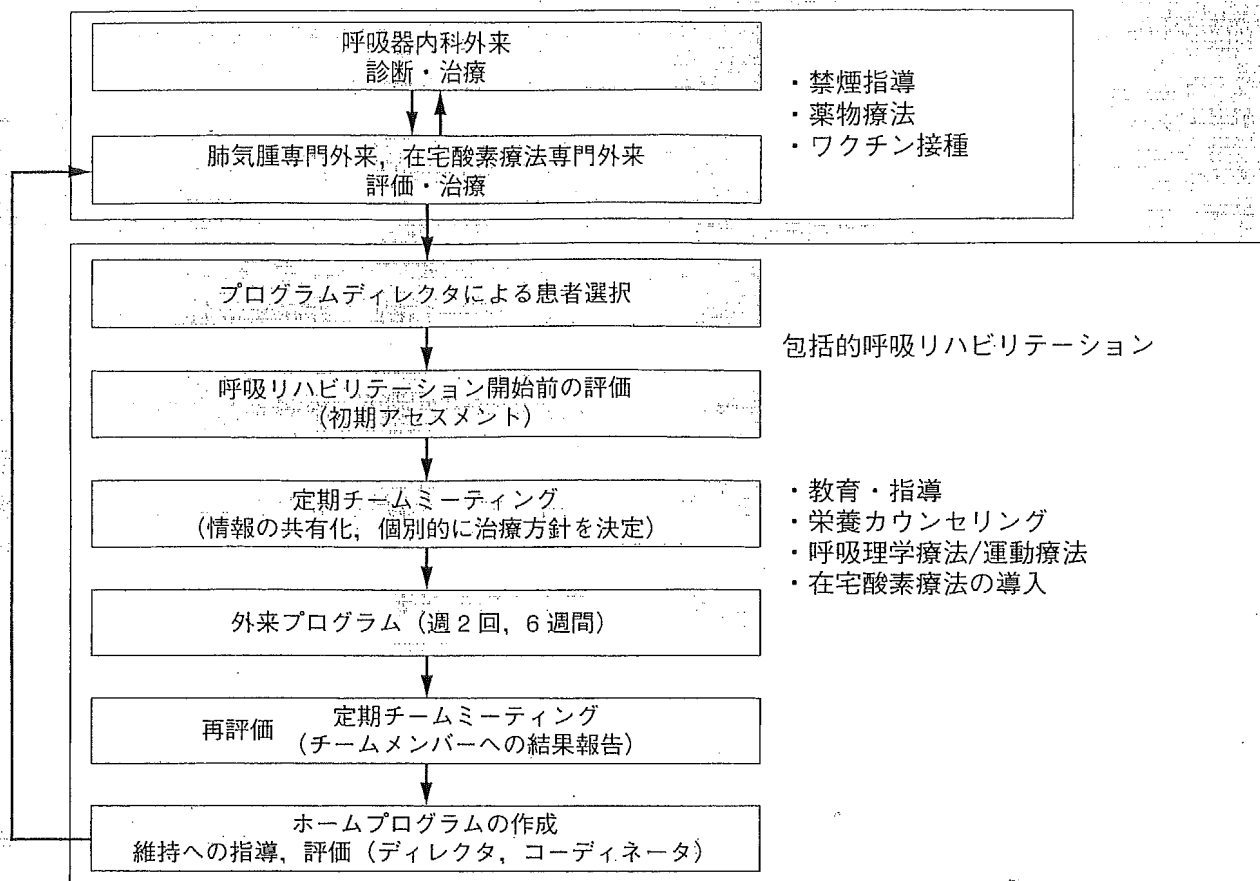 呼吸器内科外来
診断・治療
・禁煙指導
・薬物療法
・ワクチン接種
肺気腫専門外来，在宅酸素療法専門外来
評価・治療
プログラムディレクタによる患者選択
包括的呼吸リハビリテーション
呼吸リハビリテーション開始前の評価
（初期アセスメント）
定期チームミーティング
（情報の共有化，個別的に治療方針を決定）
・教育・指導
・栄養カウンセリング
・呼吸理学療法/運動療法
・在宅酸素療法の導入
外来プログラム（週2回，6週間）
再評価 定期チームミーティング
（チームメンバーへの結果報告）
ホームプログラムの作成
維持への指導，評価（ディレクタ，コーディネータ）